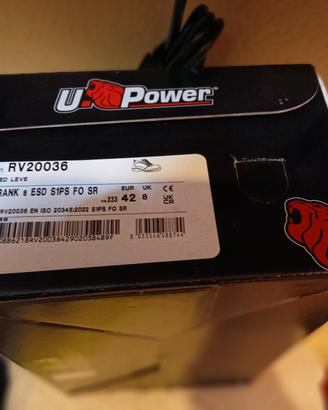 U Power
RV20036
ED LEVE
RANK s ESD S1PS FO SR
EUR UK
233 42 8
RV20036 EN ISO 20345:2022 S1PS FO SR